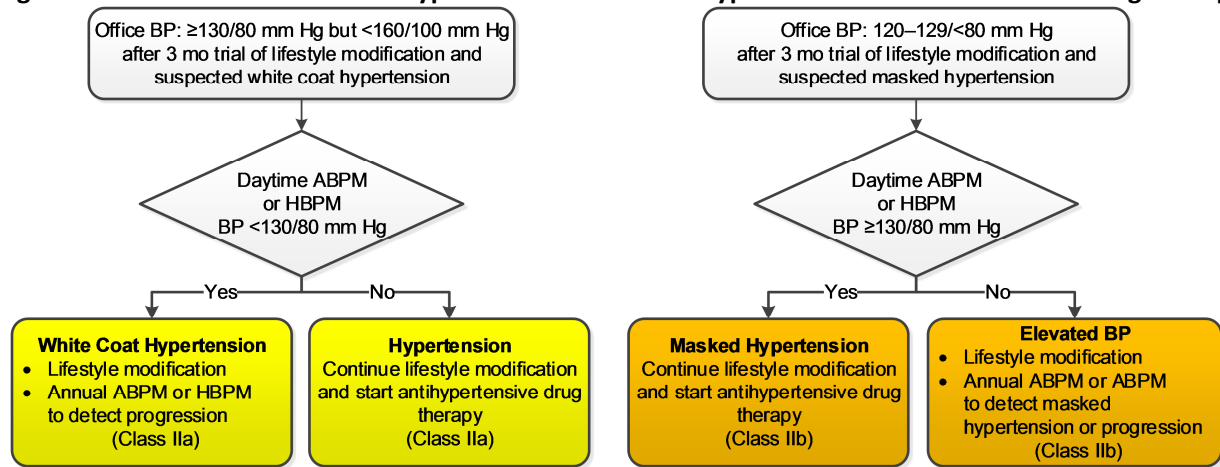 Office BP: ≥130/80 mm Hg but <160/100 mm Hg
after 3 mo trial of lifestyle modification and
suspected white coat hypertension
Daytime ABPM
or HBPM
BP <130/80 mm Hg
Yes
No
White Coat Hypertension
• Lifestyle modification
• Annual ABPM or HBPM
to detect progression
(Class IIa)
Hypertension
Continue lifestyle modification
and start antihypertensive drug
therapy
(Class IIa)
Office BP: 120–129/<80 mm Hg
after 3 mo trial of lifestyle modification and
suspected masked hypertension
Daytime ABPM
or HBPM
BP ≥130/80 mm Hg
Yes
No
Masked Hypertension
Continue lifestyle modification
and start antihypertensive drug
therapy
(Class IIb)
Elevated BP
• Lifestyle modification
• Annual ABPM or ABPM
to detect masked
hypertension or progression
(Class IIb)